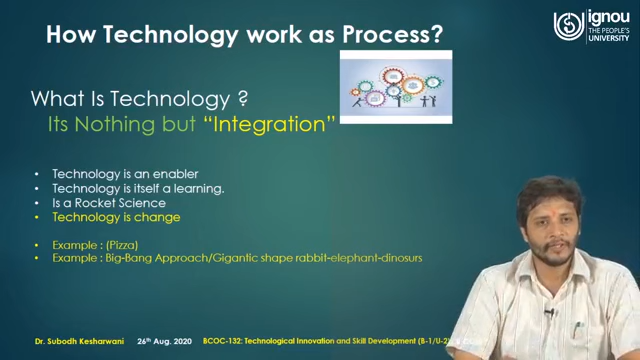 How Technology work as Process?
ignou
THE PEOPLE'S
UNIVERSITY
What Is Technology ?
Its Nothing but “Integration”
• Technology is an enabler
• Technology is itself a learning.
• Is a Rocket Science
• Technology is change
• Example : (Pizza)
• Example : Big-Bang Approach/Gigantic shape rabbit-elephant-dinosurs
Dr. Subodh Kesharwani 26th Aug. 2020 BCOC-132: Technological Innovation and Skill Development (B-1/U-2)